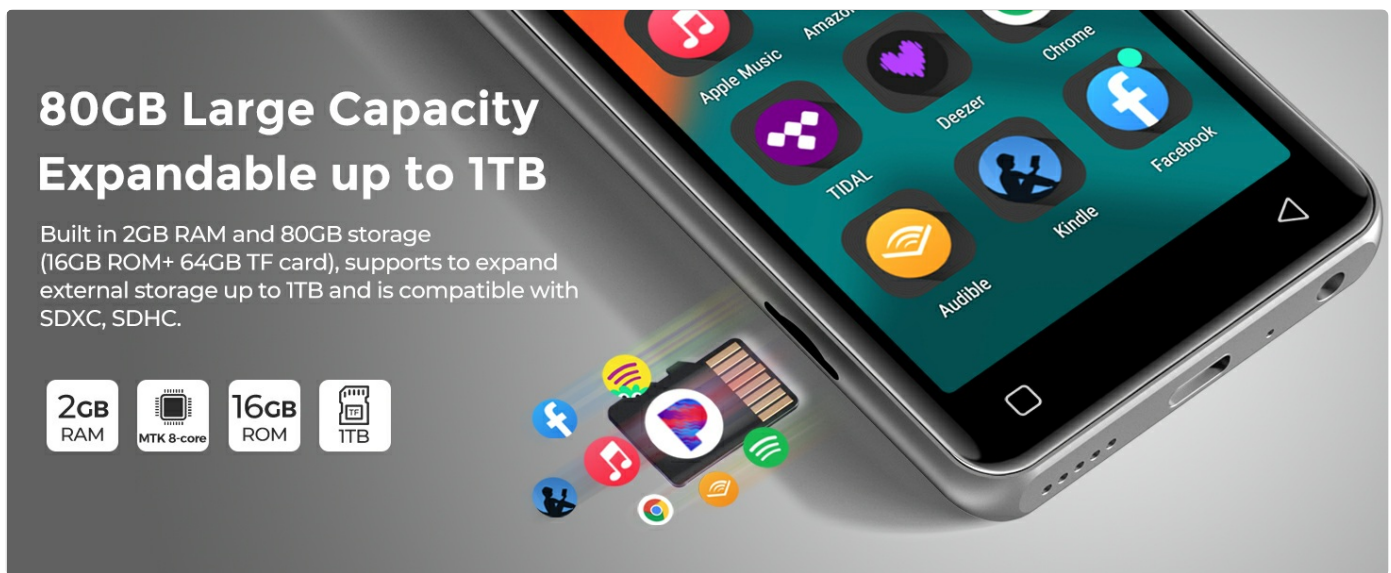 80GB Large Capacity
Expandable up to 1TB
Built in 2GB RAM and 80GB storage
(16GB ROM+ 64GB TF card), supports to expand
external storage up to 1TB and is compatible with
SDXC, SDHC.
2GB
RAM
MTK 8-core
16GB
ROM
TF
1TB
Apple Music
Chrome
TIDAL
Deezer
Facebook
Audible
Kindle